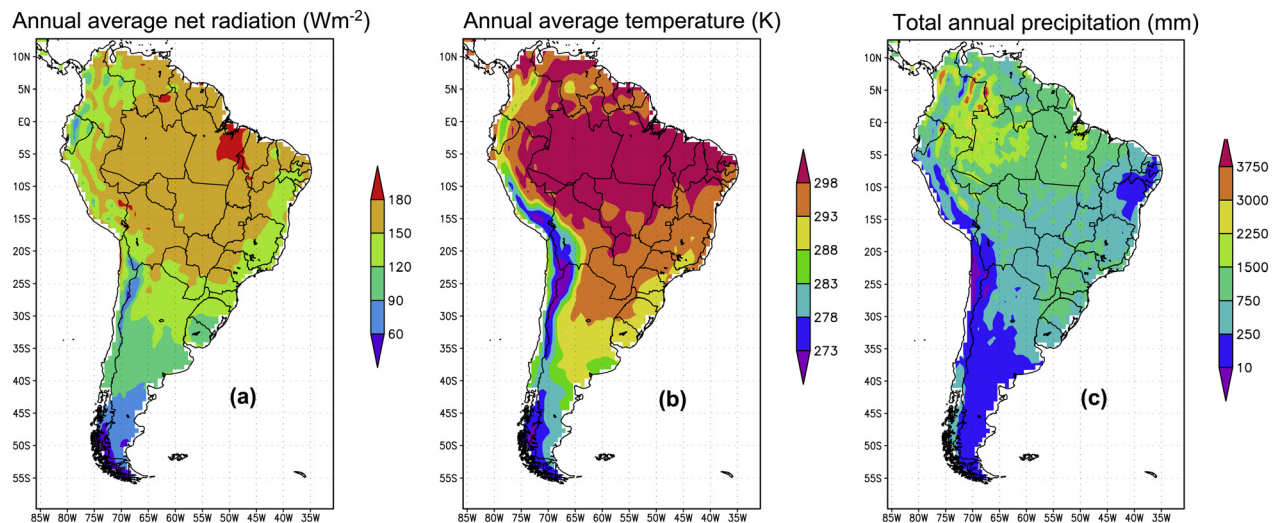 Annual average net radiation (Wm-2)
Annual average temperature (K)
Total annual precipitation (mm)
10N
5N
EQ
5S
10S
15S
20S
25S
30S
35S
40S
45S
50S
55S
85W 80W 75W 70W 65W 60W 55W 50W 45W 40W 35W
(a)
180
150
120
90
60
10N
5N
EQ
5S
10S
15S
20S
25S
30S
35S
40S
45S
50S
55S
85W 80W 75W 70W 65W 60W 55W 50W 45W 40W 35W
(b)
298
293
288
283
278
273
10N
5N
EQ
5S
10S
15S
20S
25S
30S
35S
40S
45S
50S
55S
85W 80W 75W 70W 65W 60W 55W 50W 45W 40W 35W
(c)
3750
3000
2250
1500
750
250
10